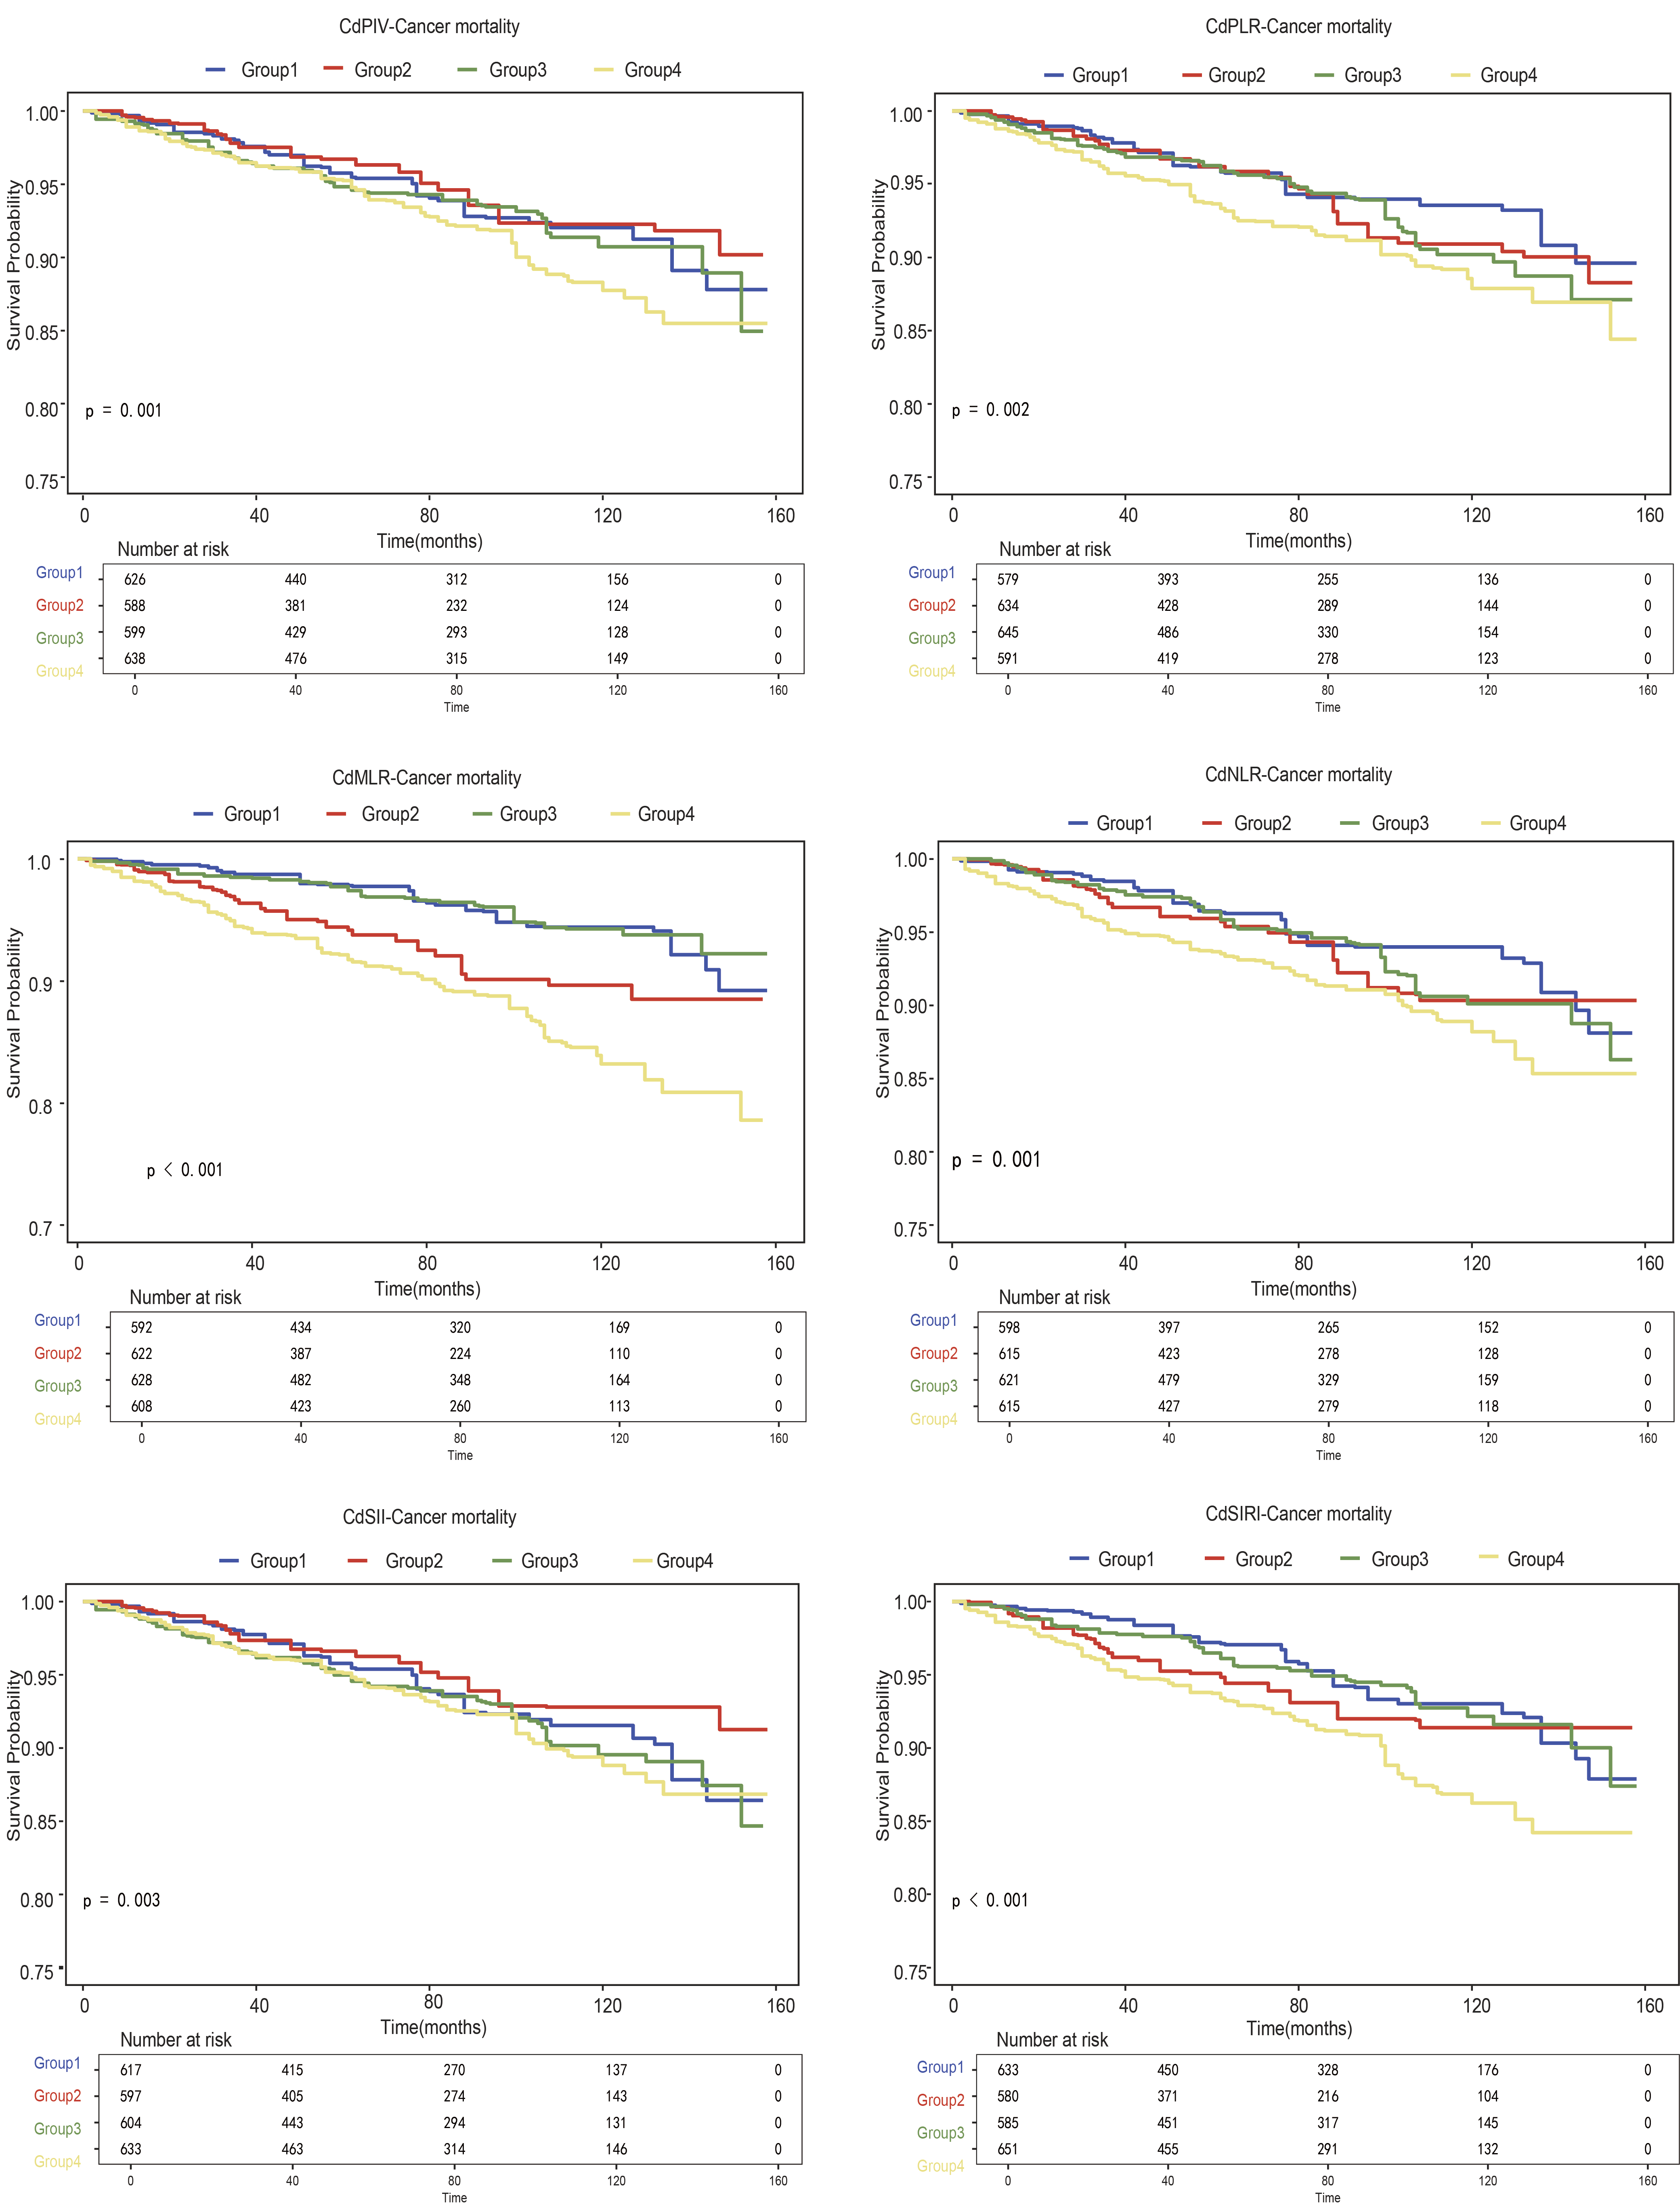 CdPIV-Cancer mortality
Group1 Group2 Group3 Group4
Survival Probability
1.00
0.95
0.90
0.85
0.80
0.75
p = 0.001
0 40 80 120 160
Time(months)
Number at risk
Group1 626 440 312 156 0
Group2 588 381 232 124 0
Group3 599 429 293 128 0
Group4 638 476 315 149 0
0 40 80 120 160
Time
CdPLR-Cancer mortality
Group1 Group2 Group3 Group4
Survival Probability
1.00
0.95
0.90
0.85
0.80
0.75
p = 0.002
0 40 80 120 160
Time(months)
Number at risk
Group1 579 393 255 136 0
Group2 634 428 289 144 0
Group3 645 486 330 154 0
Group4 591 419 278 123 0
0 40 80 120 160
Time
CdMLR-Cancer mortality
Group1 Group2 Group3 Group4
Survival Probability
1.0
0.9
0.8
0.7
p < 0.001
0 40 80 120 160
Time(months)
Number at risk
Group1 592 434 320 169 0
Group2 622 387 224 110 0
Group3 628 482 348 164 0
Group4 608 423 260 113 0
0 40 80 120 160
Time
CdNLR-Cancer mortality
Group1 Group2 Group3 Group4
Survival Probability
1.00
0.95
0.90
0.85
0.80
0.75
p = 0.001
0 40 80 120 160
Time(months)
Number at risk
Group1 598 397 265 152 0
Group2 615 423 278 128 0
Group3 621 479 329 159 0
Group4 615 427 279 118 0
0 40 80 120 160
Time
CdSII-Cancer mortality
Group1 Group2 Group3 Group4
Survival Probability
1.00
0.95
0.90
0.85
0.80
0.75
p = 0.003
0 40 80 120 160
Time(months)
Number at risk
Group1 617 415 270 137 0
Group2 597 405 274 143 0
Group3 604 443 294 131 0
Group4 633 463 314 146 0
0 40 80 120 160
Time
CdSIRI-Cancer mortality
Group1 Group2 Group3 Group4
Survival Probability
1.00
0.95
0.90
0.85
0.80
0.75
p < 0.001
0 40 80 120 160
Time(months)
Number at risk
Group1 633 450 328 176 0
Group2 580 371 216 104 0
Group3 585 451 317 145 0
Group4 651 455 291 132 0
0 40 80 120 160
Time